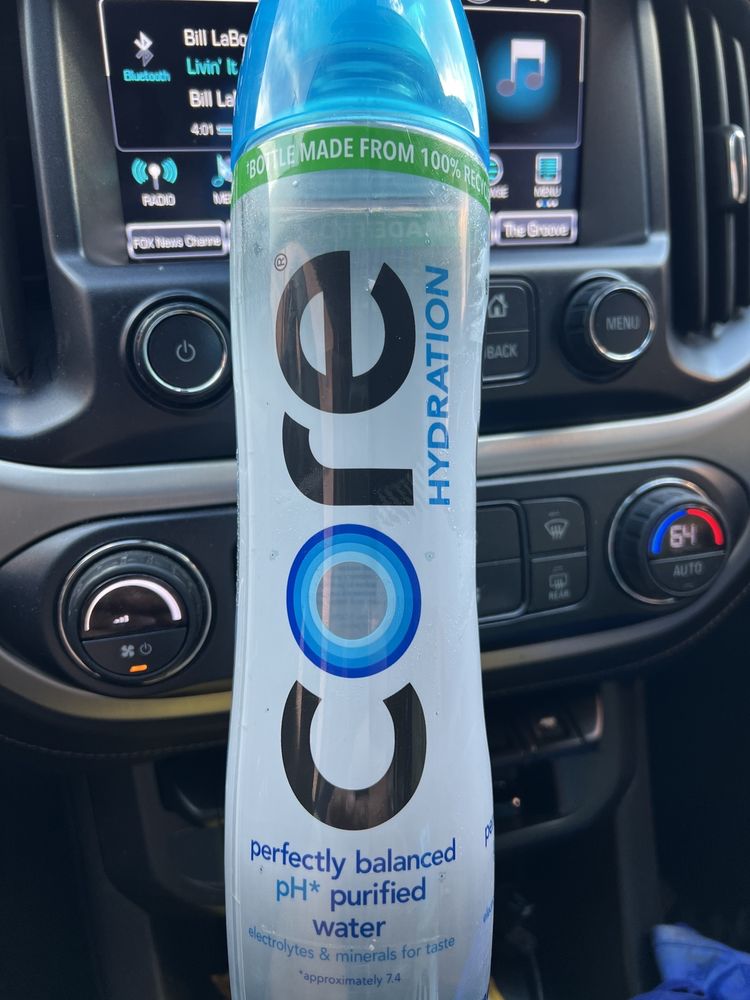 Bluetooth
Bill LaBo
Livin' It
Bill La
4:01
RADIO
MENU
FOX News Channe
The Groove
*BOTTLE MADE FROM 100% RECYC
core®
HYDRATION
MENU
BACK
64
AUTO
REAR
perfectly balanced
pH* purified
water
electrolytes & minerals for taste
*approximately 7.4